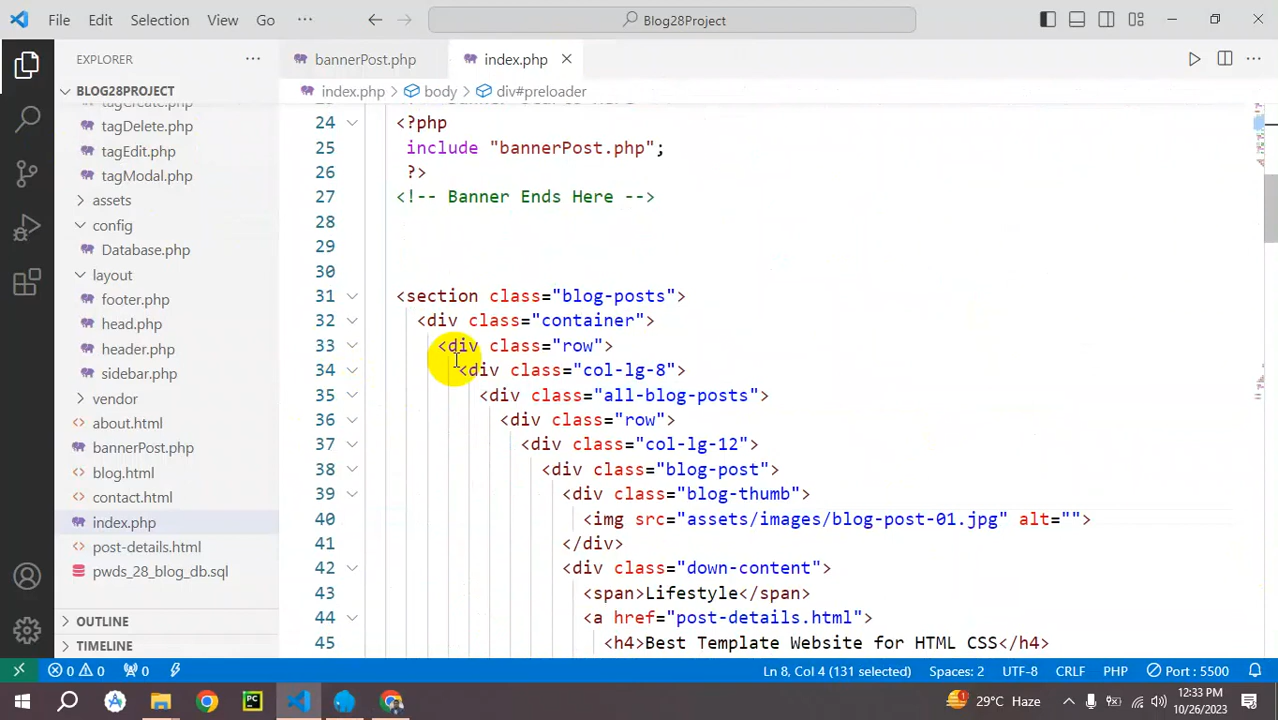 File Edit Selection View Go ··· Blog28Project
EXPLORER ··· bannerPost.php index.php
BLOG28PROJECT index.php > body > div#preloader
tagCreate.php
tagDelete.php
tagEdit.php
tagModal.php
assets
config
Database.php
layout
footer.php
head.php
header.php
sidebar.php
vendor
about.html
bannerPost.php
blog.html
contact.html
index.php
post-details.html
pwds_28_blog_db.sql
OUTLINE
TIMELINE
24 <?php
25 include "bannerPost.php";
26 ?>
27 <!-- Banner Ends Here -->
28
29
30
31 <section class="blog-posts">
32 <div class="container">
33 <div class="row">
34 <div class="col-lg-8">
35 <div class="all-blog-posts">
36 <div class="row">
37 <div class="col-lg-12">
38 <div class="blog-post">
39 <div class="blog-thumb">
40 <img src="assets/images/blog-post-01.jpg" alt="">
41 </div>
42 <div class="down-content">
43 <span>Lifestyle</span>
44 <a href="post-details.html">
45 <h4>Best Template Website for HTML CSS</h4>
0 0 0 Ln 8, Col 4 (131 selected) Spaces: 2 UTF-8 CRLF PHP Port : 5500
PC 29°C Haze 12:33 PM
10/26/2023